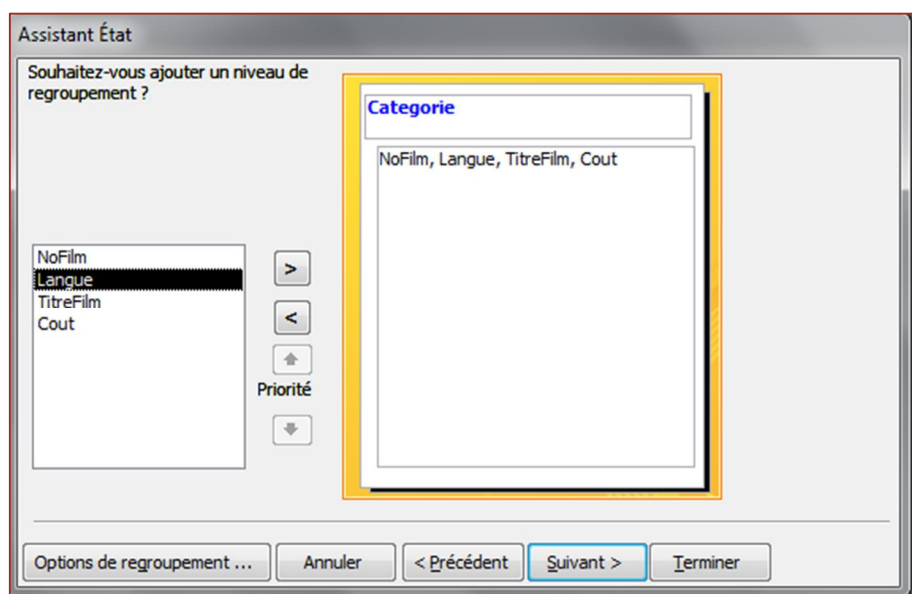 Assistant État
Souhaitez-vous ajouter un niveau de
regroupement ?
Categorie
NoFilm, Langue, TitreFilm, Cout
NoFilm
Langue
TitreFilm
Cout
>
<
Priorité
Options de regroupement ...
Annuler
< Précédent
Suivant >
Terminer